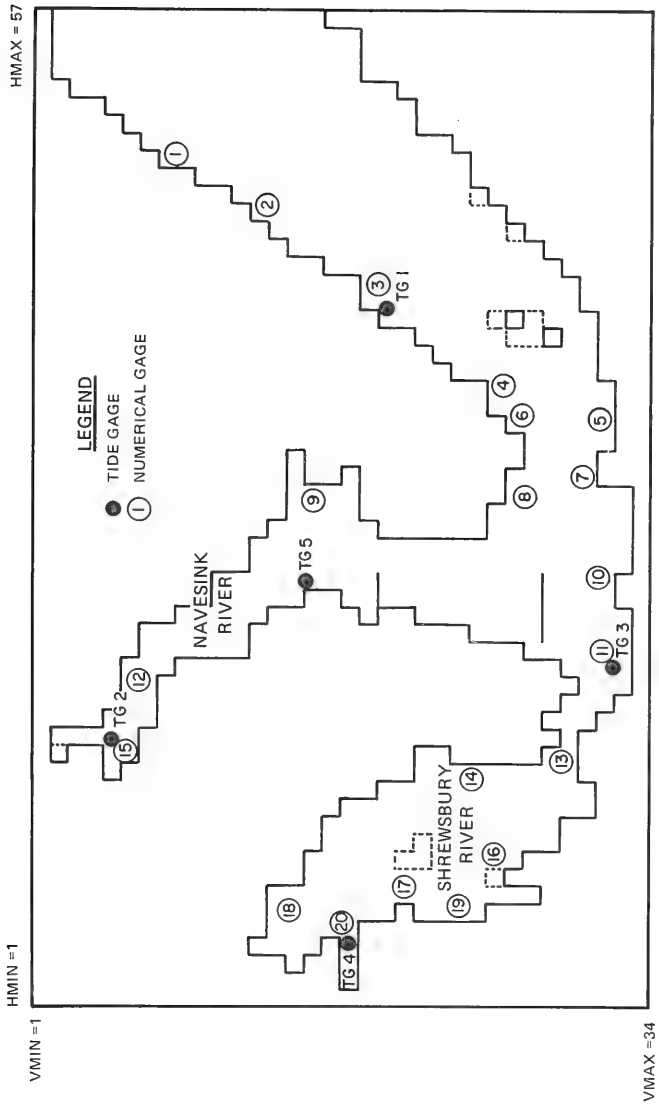 HMIN =1
HMAX = 57
VMIN =1
VMAX =34
LEGEND
TIDE GAGE
1 NUMERICAL GAGE
1
2
3
TG 1
4
6
5
7
8
9
TG 5
NAVESINK
RIVER
10
11
TG 3
12
TG 2
15
13
14
SHREWSBURY
RIVER
16
17
18
19
20
TG 4